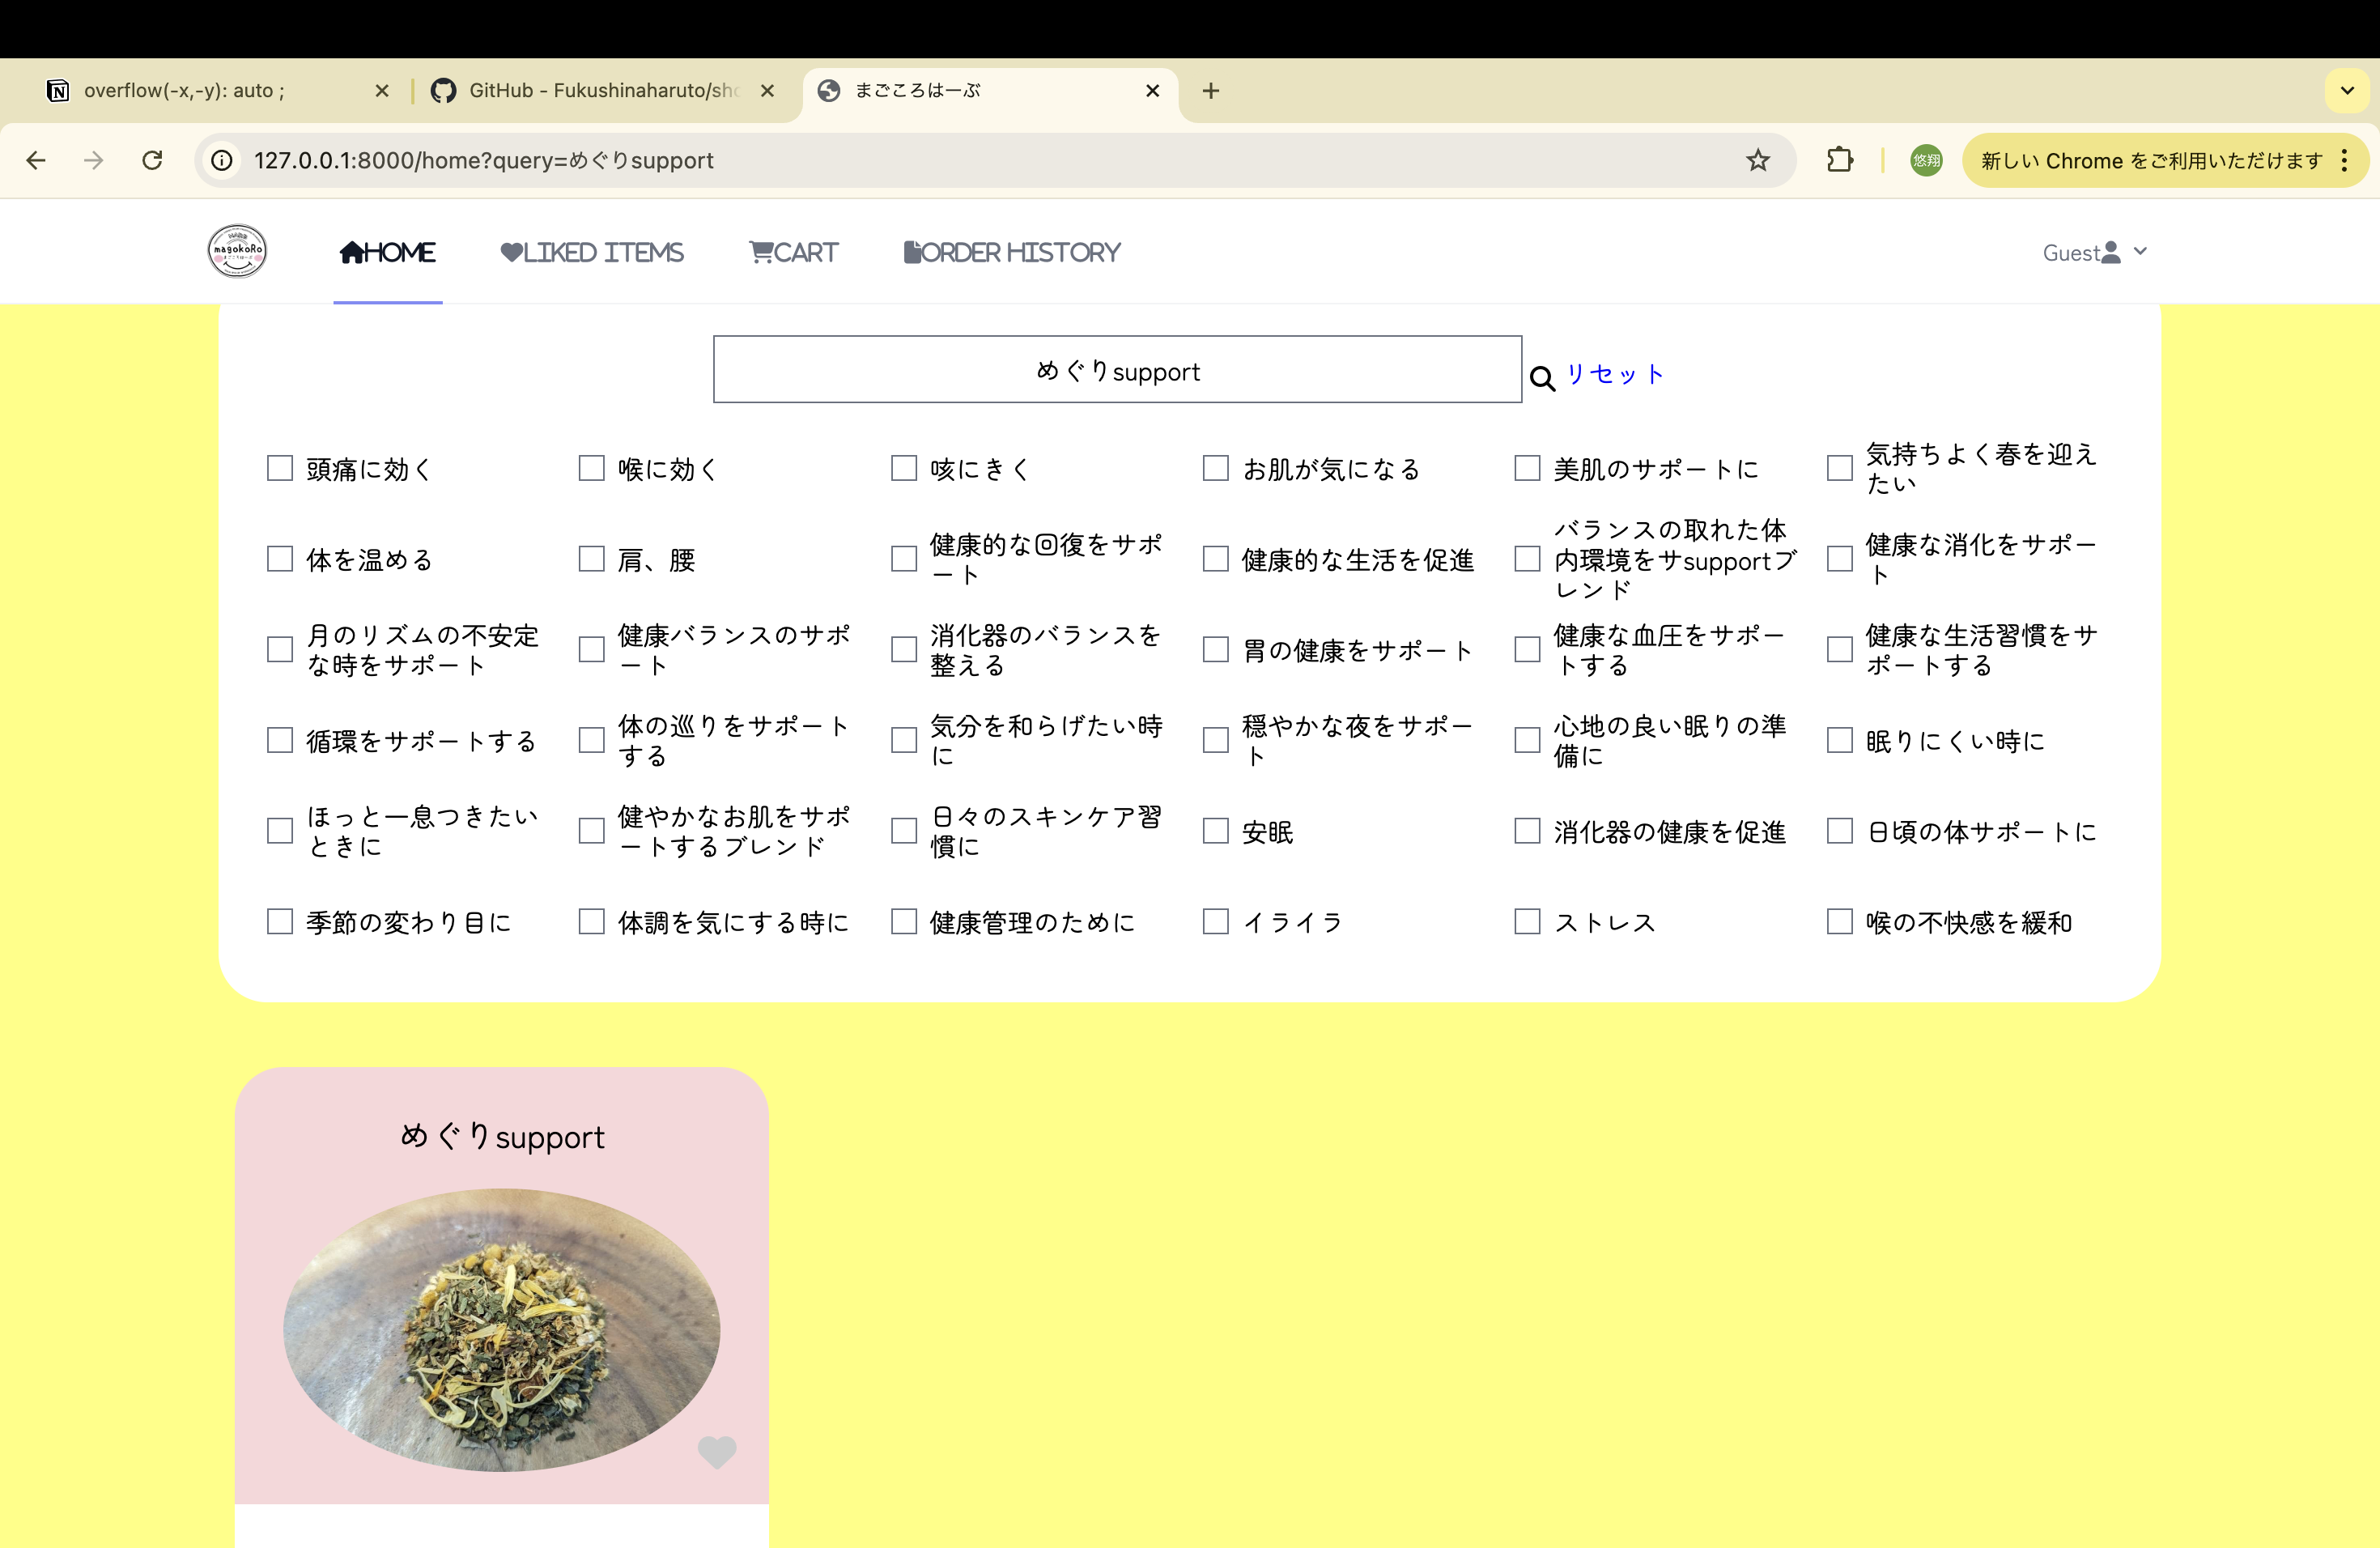 overflow(-x,-y): auto ;
GitHub - Fukushinaharuto/sho
まごころはーぶ
127.0.0.1:8000/home?query=めぐりsupport
悠翔
新しい Chrome をご利用いただけます
magokoRo
まごころはーぶ
HOME
LIKED ITEMS
CART
ORDER HISTORY
Guest
めぐりsupport
リセット
頭痛に効く
喉に効く
咳にきく
お肌が気になる
美肌のサポートに
気持ちよく春を迎え
たい
体を温める
肩、腰
健康的な回復をサポ
ート
健康的な生活を促進
バランスの取れた体
内環境をサsupportブ
レンド
健康な消化をサポー
ト
月のリズムの不安定
な時をサポート
健康バランスのサポ
ート
消化器のバランスを
整える
胃の健康をサポート
健康な血圧をサポー
トする
健康な生活習慣をサ
ポートする
循環をサポートする
体の巡りをサポート
する
気分を和らげたい時
に
穏やかな夜をサポー
ト
心地の良い眠りの準
備に
眠りにくい時に
ほっと一息つきたい
ときに
健やかなお肌をサポ
ートするブレンド
日々のスキンケア習
慣に
安眠
消化器の健康を促進
日頃の体サポートに
季節の変わり目に
体調を気にする時に
健康管理のために
イライラ
ストレス
喉の不快感を緩和
めぐりsupport